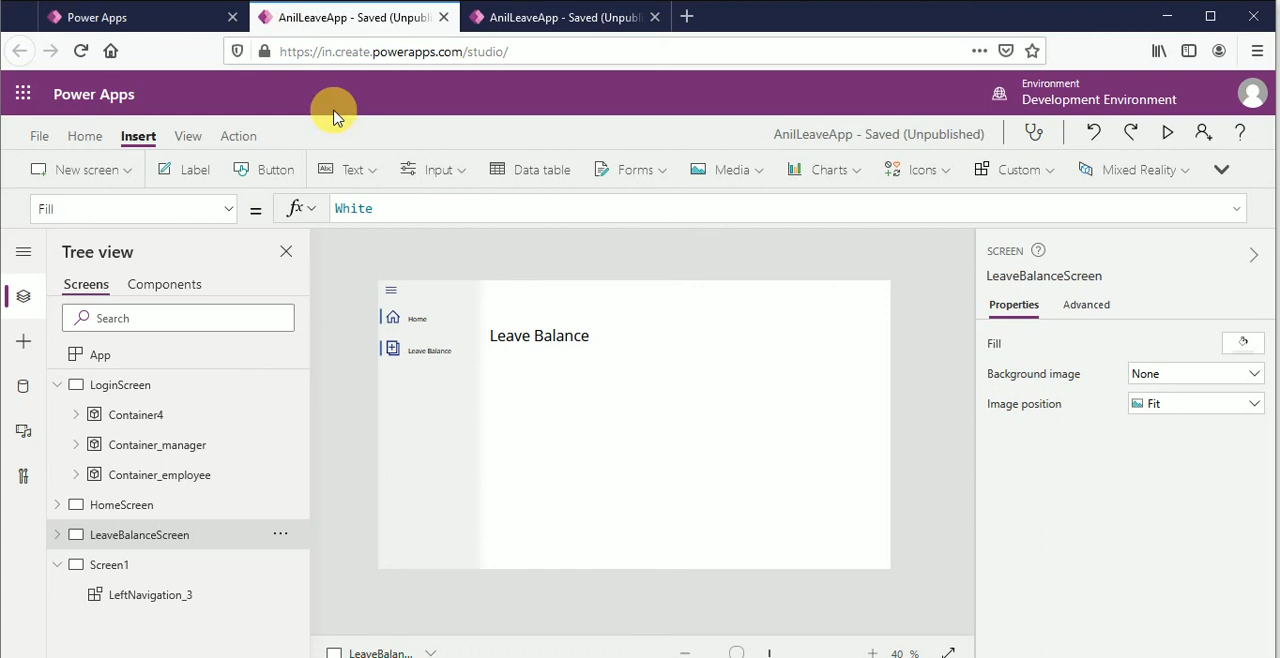 Power Apps
AnilLeaveApp - Saved (Unpubli
AnilLeaveApp - Saved (Unpubl
https://in.create.powerapps.com/studio/
Power Apps
Environment
Development Environment
File Home Insert View Action
AnilLeaveApp - Saved (Unpublished)
New screen Label Button Text Input Data table Forms Media Charts Icons Custom Mixed Reality
Fill = fx White
Tree view
Screens Components
Search
App
LoginScreen
Container4
Container_manager
Container_employee
HomeScreen
LeaveBalanceScreen ...
Screen1
LeftNavigation_3
Home
Leave Balance
Leave Balance
LeaveBalan...
40 %
SCREEN
LeaveBalanceScreen
Properties Advanced
Fill
Background image None
Image position Fit